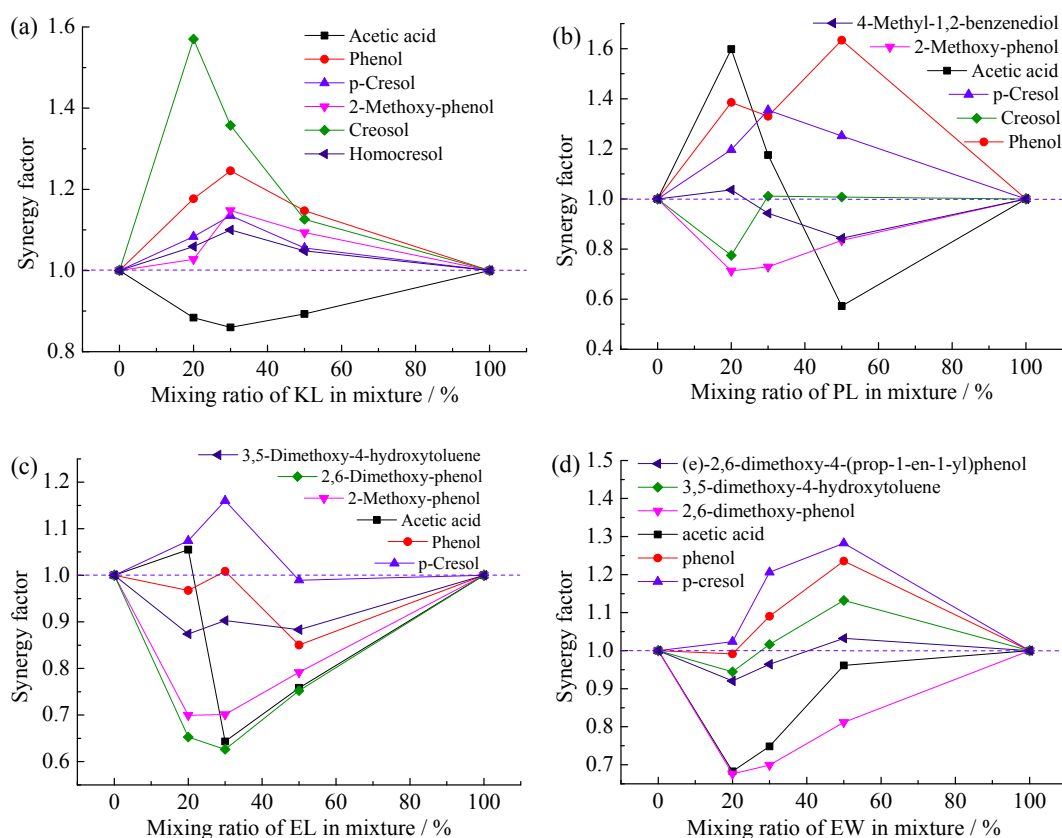 (a)
1.6
1.4
1.2
1.0
0.8
Synergy factor
Acetic acid
Phenol
p-Cresol
2-Methoxy-phenol
Creosol
Homocresol
0 20 40 60 80 100
Mixing ratio of KL in mixture / %
(b)
1.6
1.4
1.2
1.0
0.8
0.6
0.4
Synergy factor
4-Methyl-1,2-benzenediol
2-Methoxy-phenol
Acetic acid
p-Cresol
Creosol
Phenol
0 20 40 60 80 100
Mixing ratio of PL in mixture / %
(c)
1.2
1.1
1.0
0.9
0.8
0.7
0.6
Synergy factor
3,5-Dimethoxy-4-hydroxytoluene
2,6-Dimethoxy-phenol
2-Methoxy-phenol
Acetic acid
Phenol
p-Cresol
0 20 40 60 80 100
Mixing ratio of EL in mixture / %
(d)
1.5
1.4
1.3
1.2
1.1
1.0
0.9
0.8
0.7
Synergy factor
(e)-2,6-dimethoxy-4-(prop-1-en-1-yl)phenol
3,5-dimethoxy-4-hydroxytoluene
2,6-dimethoxy-phenol
acetic acid
phenol
p-cresol
0 20 40 60 80 100
Mixing ratio of EW in mixture / %